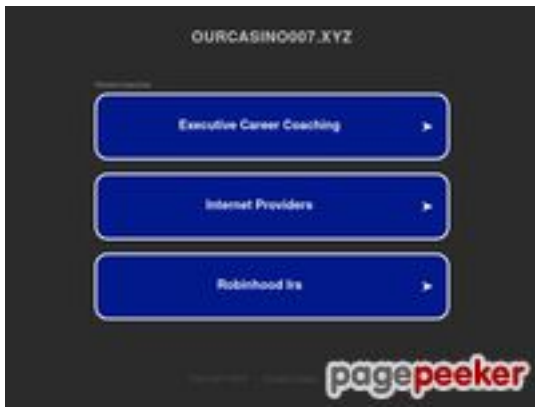 OURCASINO007.XYZ
Executive Career Coaching
Internet Providers
Robinhood Ira
pagepeeker